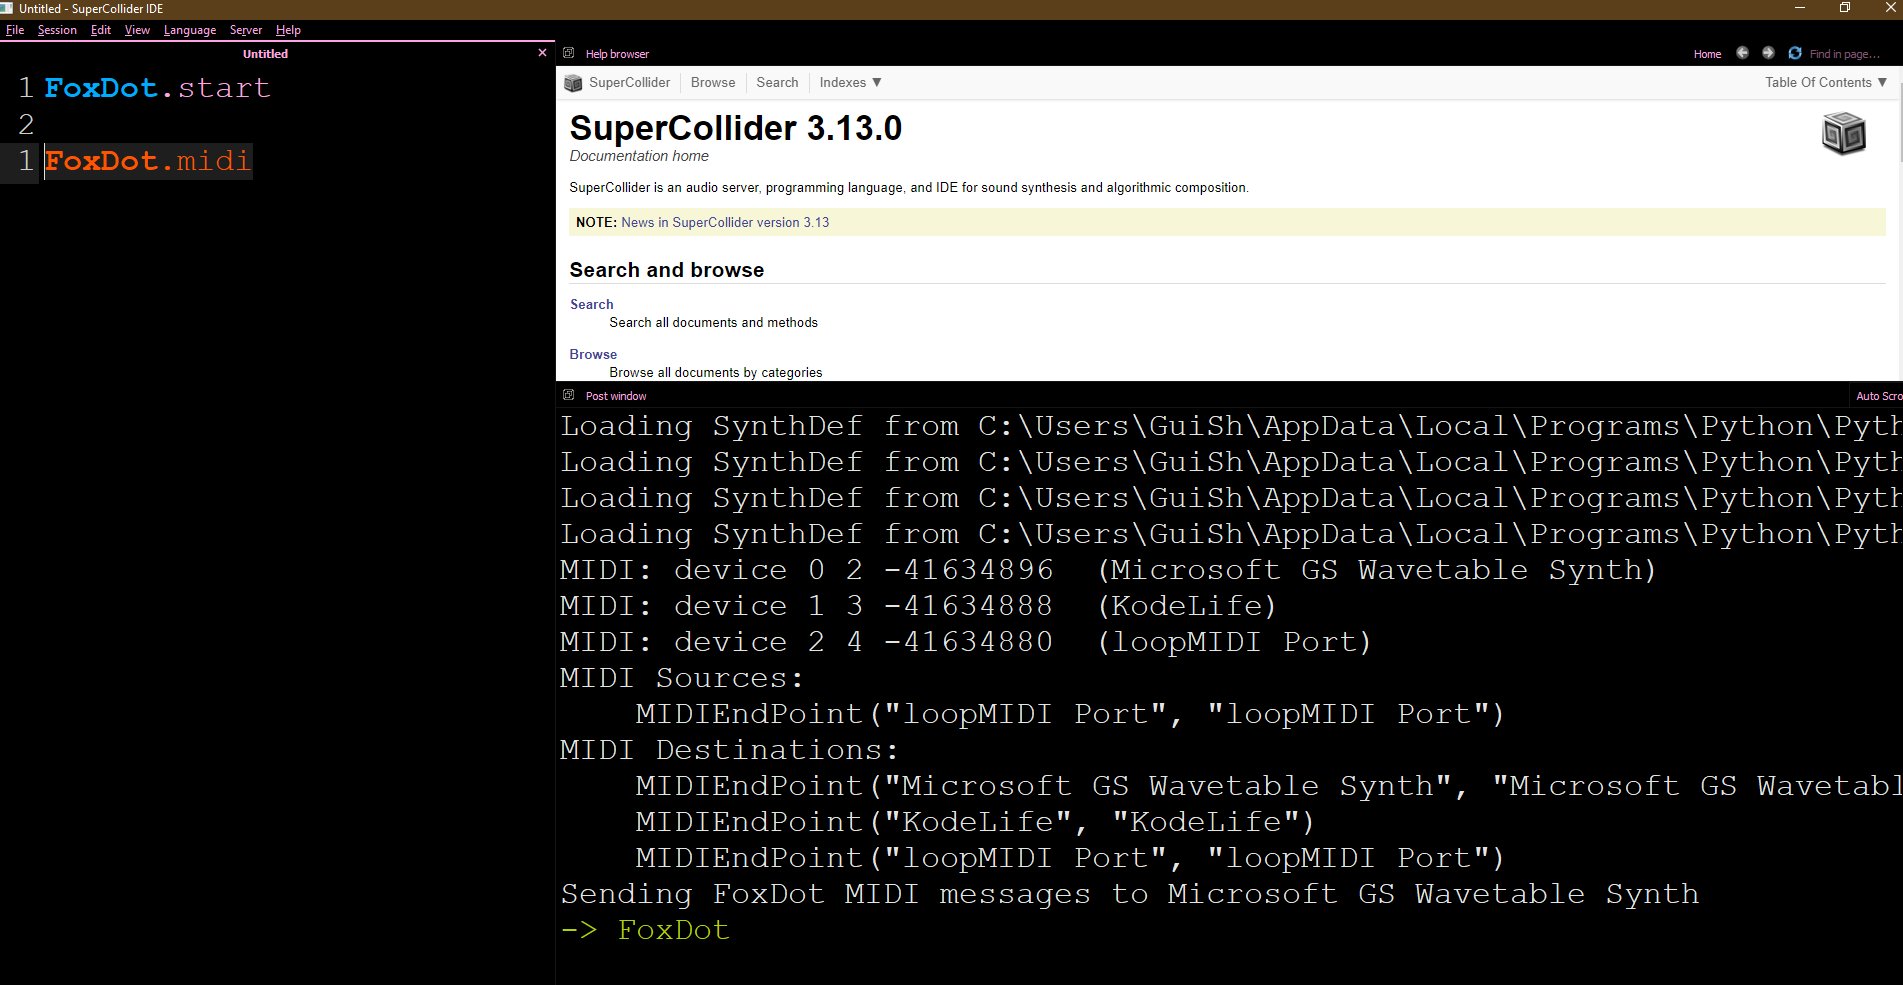 Untitled - SuperCollider IDE
File Session Edit View Language Server Help
Untitled
1 FoxDot.start
2
1 FoxDot.midi
Help browser
Home
Find in page...
SuperCollider Browse Search Indexes ▼
Table Of Contents ▼
SuperCollider 3.13.0
Documentation home
SuperCollider is an audio server, programming language, and IDE for sound synthesis and algorithmic composition.
NOTE: News in SuperCollider version 3.13
Search and browse
Search
Search all documents and methods
Browse
Browse all documents by categories
Post window
Auto Scro
Loading SynthDef from C:\Users\GuiSh\AppData\Local\Programs\Python\Pyth
Loading SynthDef from C:\Users\GuiSh\AppData\Local\Programs\Python\Pyth
Loading SynthDef from C:\Users\GuiSh\AppData\Local\Programs\Python\Pyth
Loading SynthDef from C:\Users\GuiSh\AppData\Local\Programs\Python\Pyth
MIDI: device 0 2 -41634896 (Microsoft GS Wavetable Synth)
MIDI: device 1 3 -41634888 (KodeLife)
MIDI: device 2 4 -41634880 (loopMIDI Port)
MIDI Sources:
MIDIEndPoint("loopMIDI Port", "loopMIDI Port")
MIDI Destinations:
MIDIEndPoint("Microsoft GS Wavetable Synth", "Microsoft GS Wavetabl
MIDIEndPoint("KodeLife", "KodeLife")
MIDIEndPoint("loopMIDI Port", "loopMIDI Port")
Sending FoxDot MIDI messages to Microsoft GS Wavetable Synth
-> FoxDot